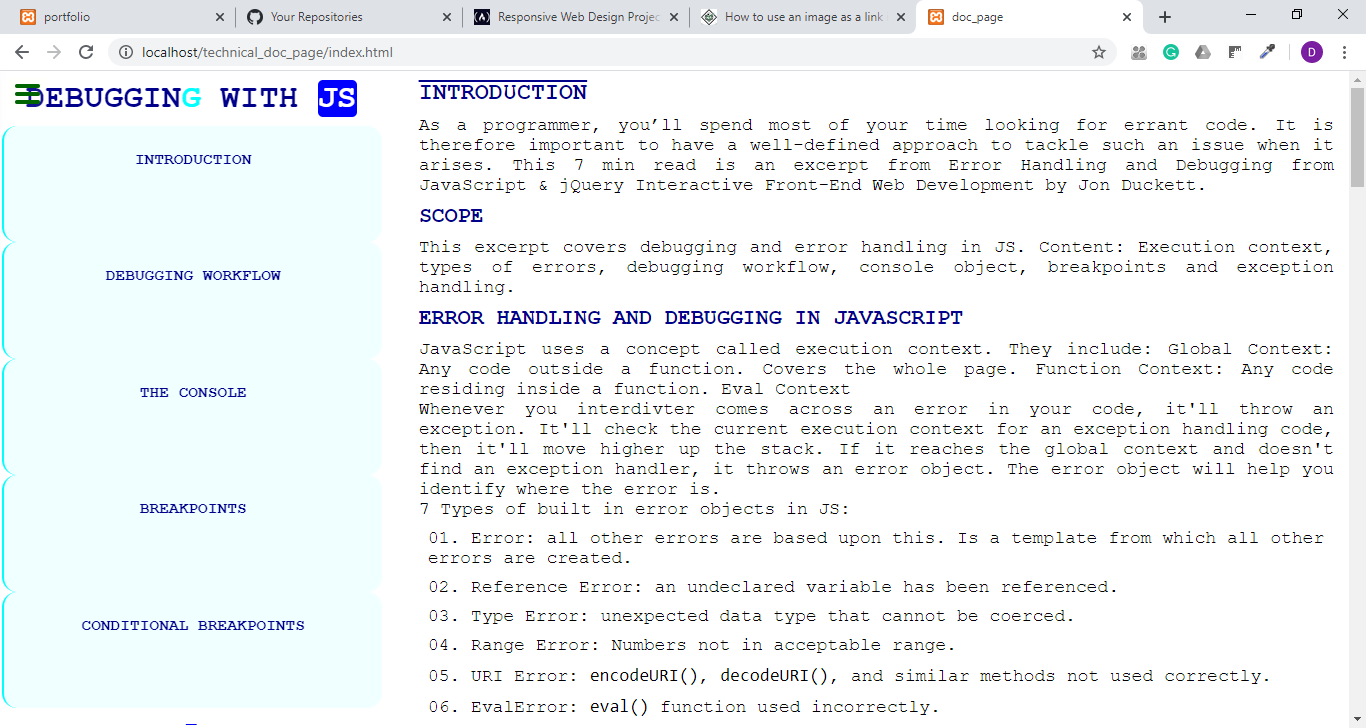 portfolio
Your Repositories
Responsive Web Design Projec
How to use an image as a link
doc_page
localhost/technical_doc_page/index.html
D
DEBUGGING WITH JS
INTRODUCTION
DEBUGGING WORKFLOW
THE CONSOLE
BREAKPOINTS
CONDITIONAL BREAKPOINTS
INTRODUCTION
As a programmer, you’ll spend most of your time looking for errant code. It is
therefore important to have a well-defined approach to tackle such an issue when it
arises. This 7 min read is an excerpt from Error Handling and Debugging from
JavaScript & jQuery Interactive Front-End Web Development by Jon Duckett.
SCOPE
This excerpt covers debugging and error handling in JS. Content: Execution context,
types of errors, debugging workflow, console object, breakpoints and exception
handling.
ERROR HANDLING AND DEBUGGING IN JAVASCRIPT
JavaScript uses a concept called execution context. They include: Global Context:
Any code outside a function. Covers the whole page. Function Context: Any code
residing inside a function. Eval Context
Whenever you interdivter comes across an error in your code, it'll throw an
exception. It'll check the current execution context for an exception handling code,
then it'll move higher up the stack. If it reaches the global context and doesn't
find an exception handler, it throws an error object. The error object will help you
identify where the error is.
7 Types of built in error objects in JS:
01. Error: all other errors are based upon this. Is a template from which all other
errors are created.
02. Reference Error: an undeclared variable has been referenced.
03. Type Error: unexpected data type that cannot be coerced.
04. Range Error: Numbers not in acceptable range.
05. URI Error: encodeURI(), decodeURI(), and similar methods not used correctly.
06. EvalError: eval() function used incorrectly.